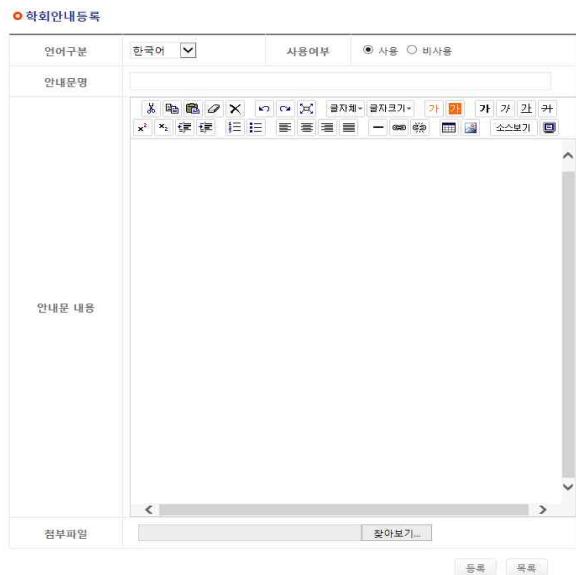 학회안내등록
언어구분 한국어 사용여부 사용 비사용
안내문명
글자체 글자크기 가 가 가 가 가 가
x² x₂ 소스보기
안내문 내용
첨부파일 찾아보기...
등록 목록